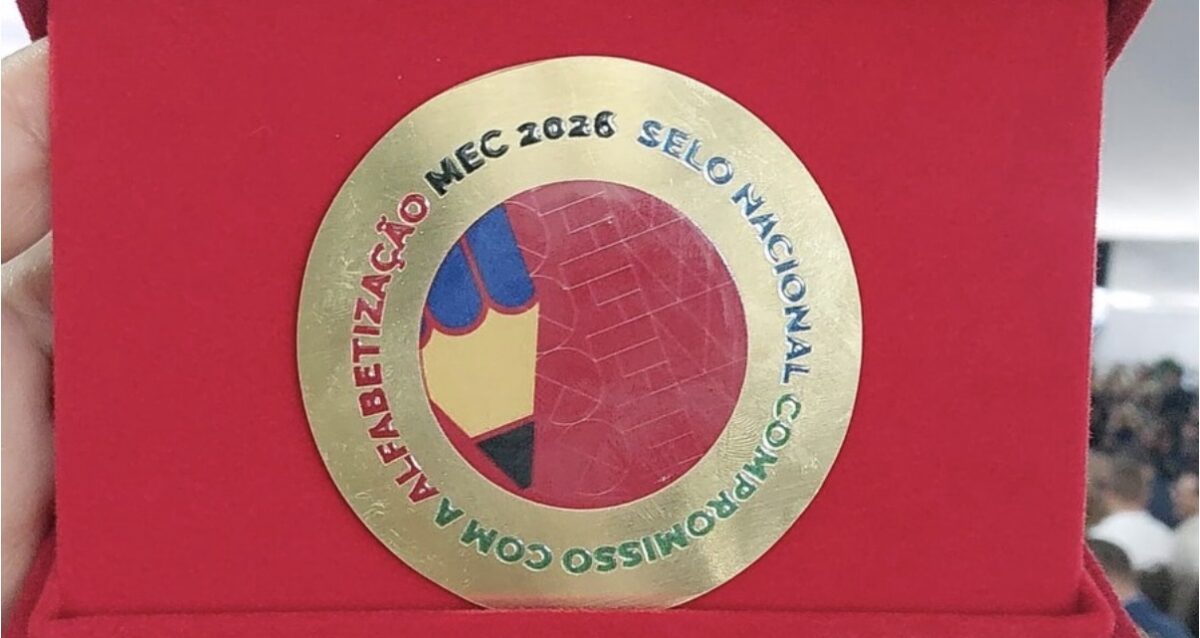 SELO NACIONAL COMPROMISSO COM A ALFABETIZAÇÃO MEC 2026